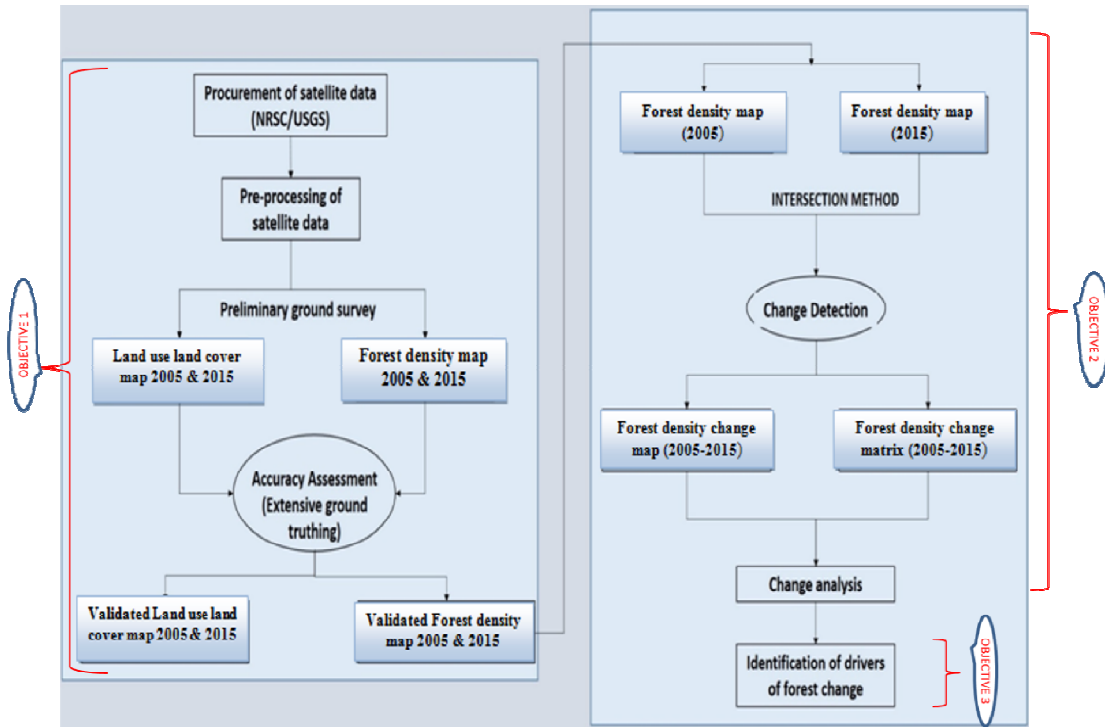 OBJECTIVE 1
Procurement of satellite data
(NRSC/USGS)
Pre-processing of
satellite data
Preliminary ground survey
Land use land cover
map 2005 & 2015
Forest density map
2005 & 2015
Accuracy Assessment
(Extensive ground
truthing)
Validated Land use land
cover map 2005 & 2015
Validated Forest density
map 2005 & 2015
Forest density map
(2005)
Forest density map
(2015)
INTERSECTION METHOD
Change Detection
Forest density change
map (2005-2015)
Forest density change
matrix (2005-2015)
Change analysis
Identification of drivers
of forest change
OBJECTIVE 2
OBJECTIVE 3